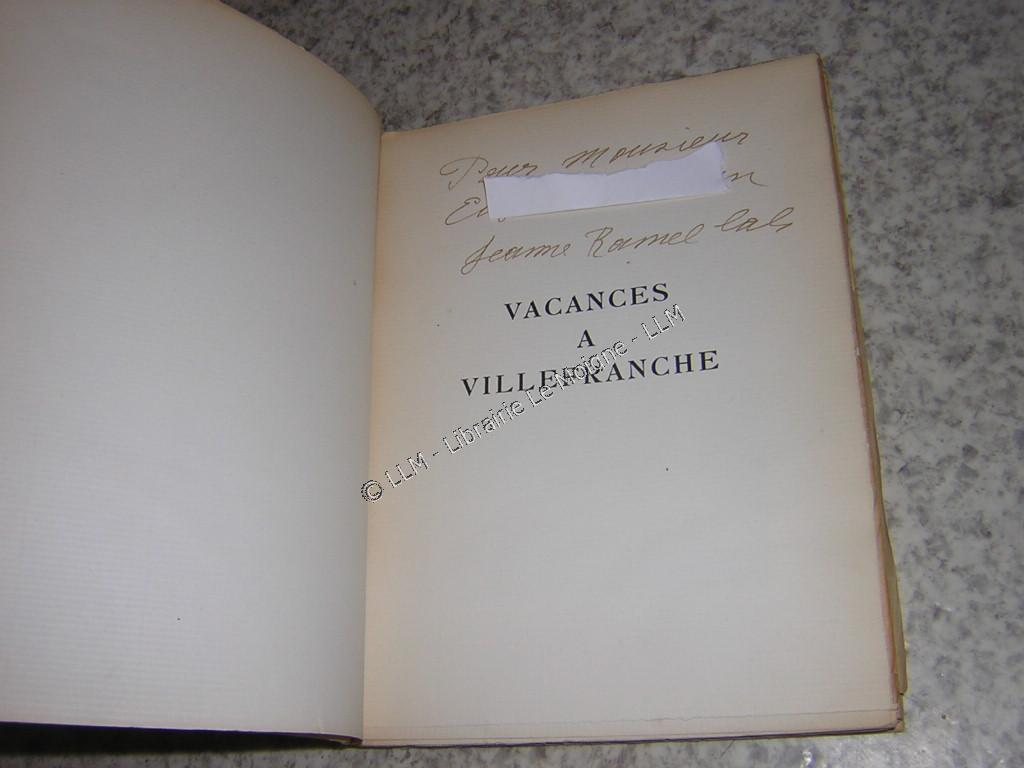 Pour Monsieur
Jeanne Ramel Cals
VACANCES
A
VILLEFRANCHE
© LLM - Librairie Le Moigne - LLM